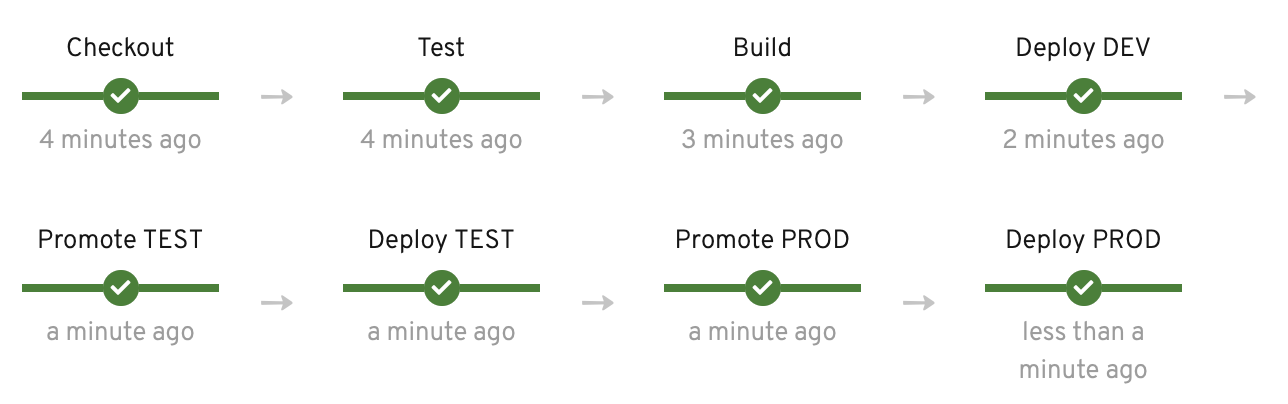 Checkout
Test
Build
Deploy DEV
4 minutes ago
4 minutes ago
3 minutes ago
2 minutes ago
Promote TEST
Deploy TEST
Promote PROD
Deploy PROD
a minute ago
a minute ago
a minute ago
less than a
minute ago